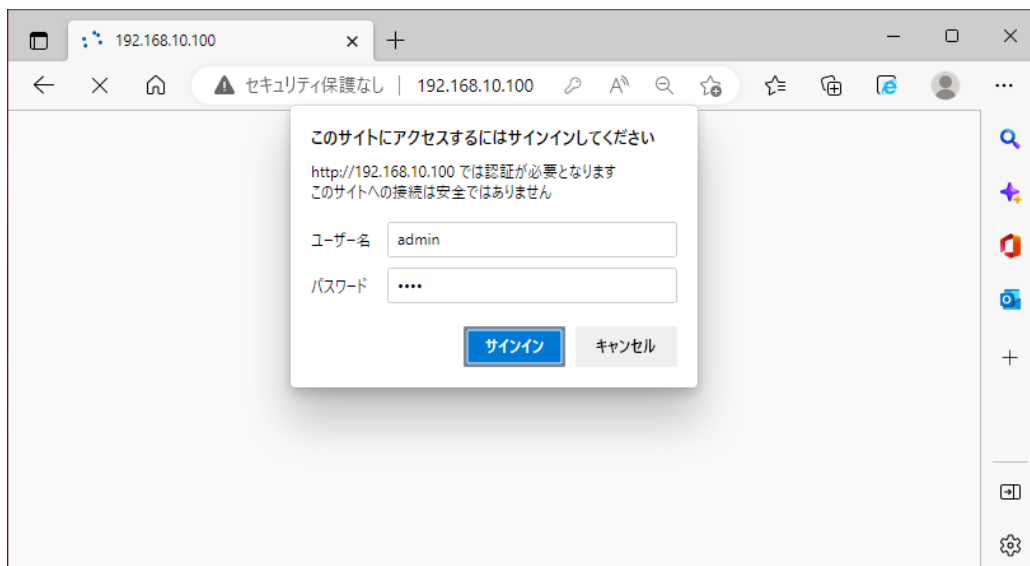 192.168.10.100
セキュリティ保護なし | 192.168.10.100
このサイトにアクセスするにはサインインしてください
http://192.168.10.100 では認証が必要となります
このサイトへの接続は安全ではありません
ユーザー名 admin
パスワード ••••
サインイン キャンセル